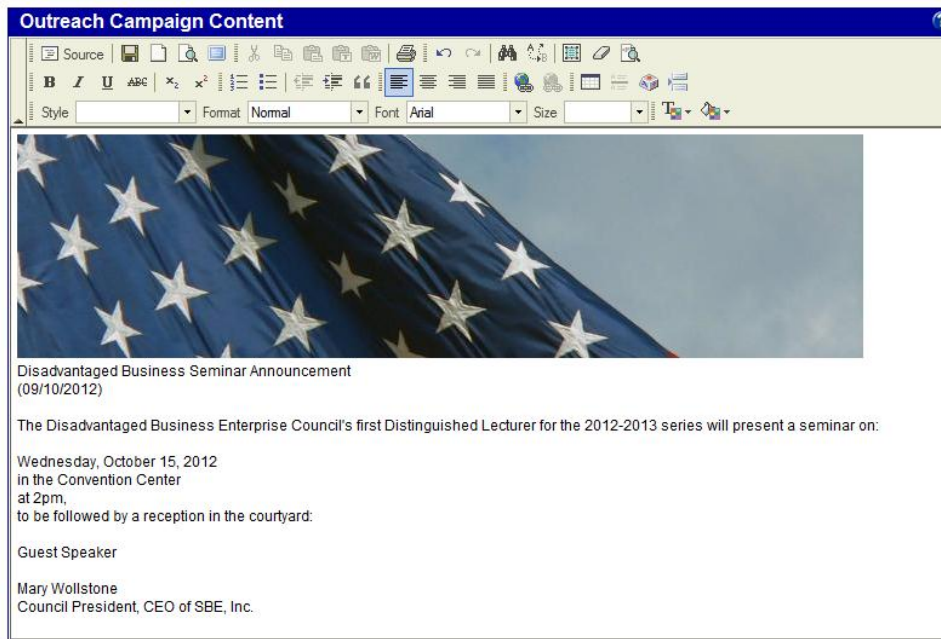 Outreach Campaign Content
Source
B I U ABC x₂ x²
Style Format Normal Font Arial Size
Disadvantaged Business Seminar Announcement
(09/10/2012)
The Disadvantaged Business Enterprise Council's first Distinguished Lecturer for the 2012-2013 series will present a seminar on:
Wednesday, October 15, 2012
in the Convention Center
at 2pm,
to be followed by a reception in the courtyard:
Guest Speaker
Mary Wollstone
Council President, CEO of SBE, Inc.